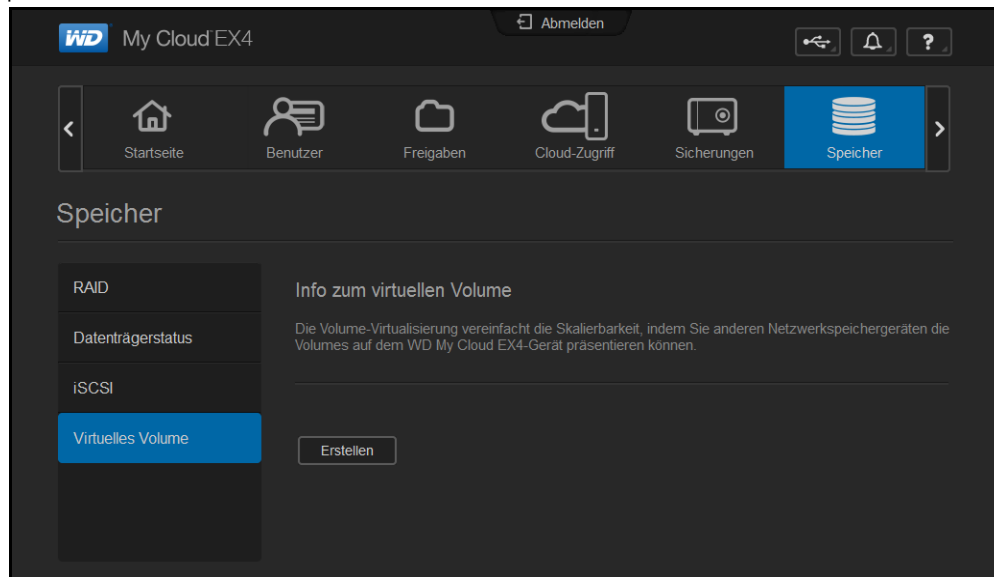 WD My Cloud EX4
Abmelden
?
Startseite
Benutzer
Freigaben
Cloud-Zugriff
Sicherungen
Speicher
Speicher
RAID
Datenträgerstatus
iSCSI
Virtuelles Volume
Info zum virtuellen Volume
Die Volume-Virtualisierung vereinfacht die Skalierbarkeit, indem Sie anderen Netzwerkspeichergeräten die
Volumes auf dem WD My Cloud EX4-Gerät präsentieren können.
Erstellen